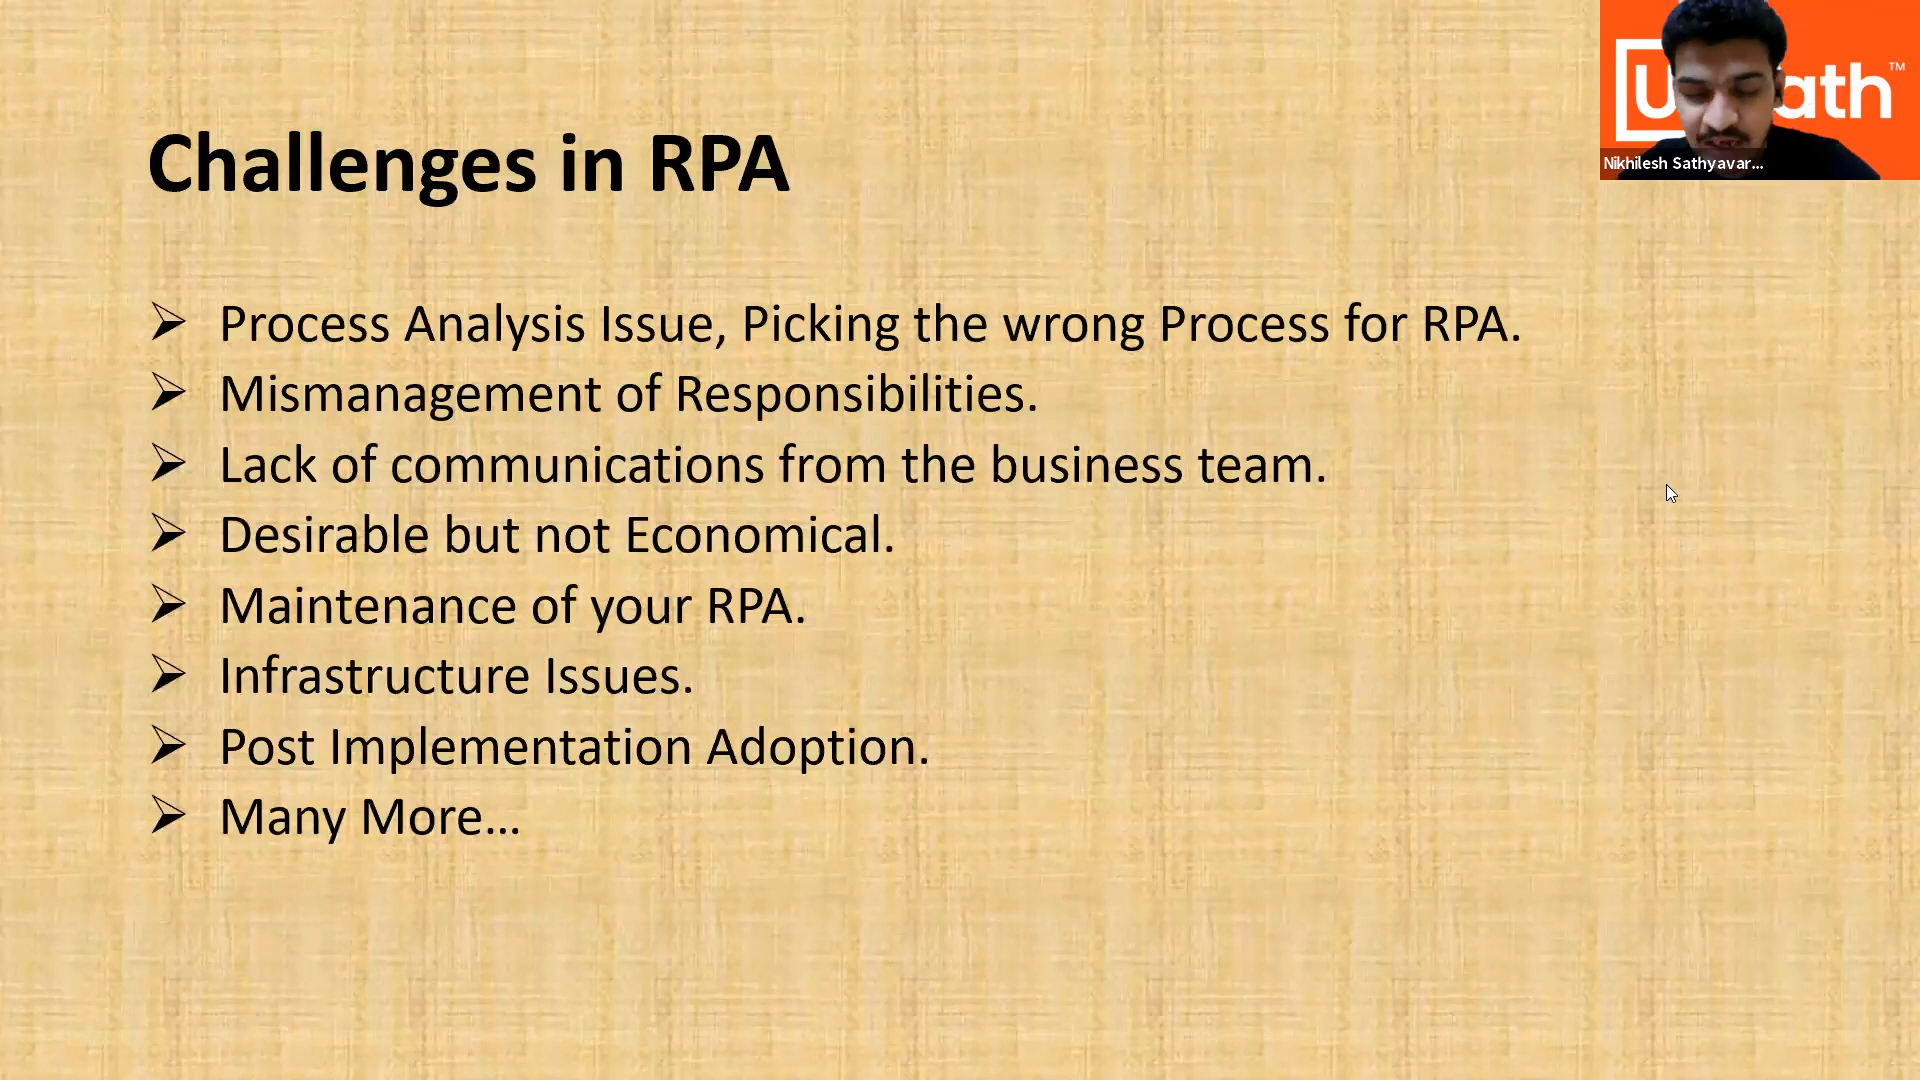 Challenges in RPA
Process Analysis Issue, Picking the wrong Process for RPA.
Mismanagement of Responsibilities.
Lack of communications from the business team.
Desirable but not Economical.
Maintenance of your RPA.
Infrastructure Issues.
Post Implementation Adoption.
Many More...
U ath™
Nikhilesh Sathyavar...